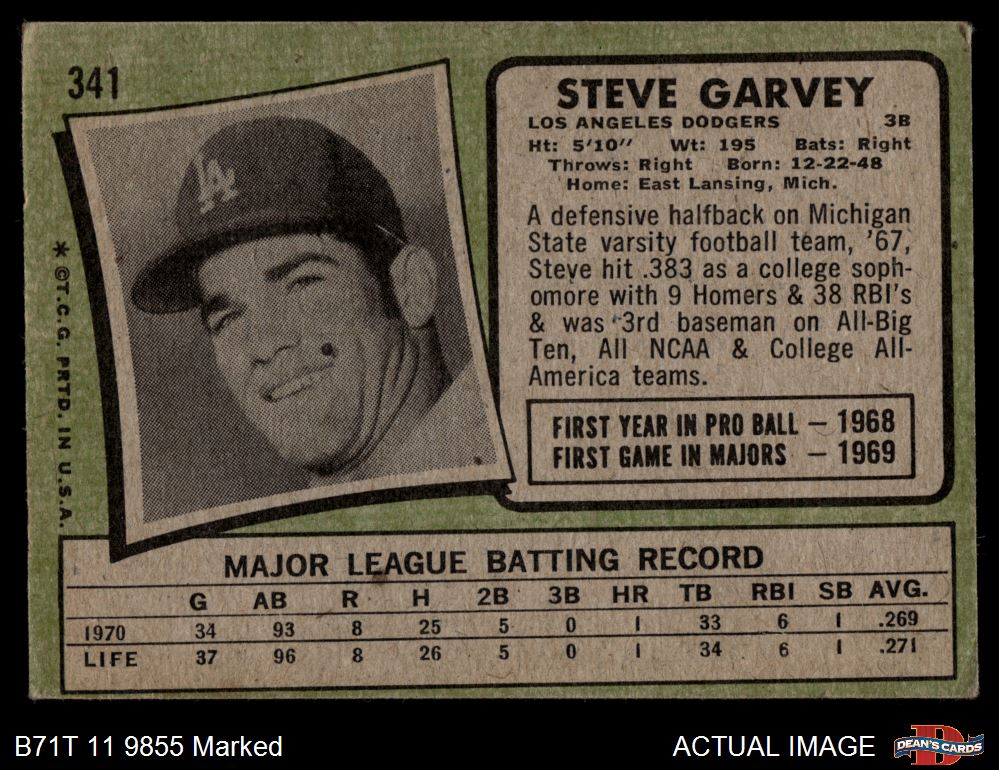 341
LA
* ©T.C.G. PRTD. IN U.S.A.
STEVE GARVEY
LOS ANGELES DODGERS 3B
Ht: 5'10" Wt: 195 Bats: Right
Throws: Right Born: 12-22-48
Home: East Lansing, Mich.
A defensive halfback on Michigan
State varsity football team, '67,
Steve hit .383 as a college soph-
omore with 9 Homers & 38 RBI's
& was 3rd baseman on All-Big
Ten, All NCAA & College All-
America teams.
FIRST YEAR IN PRO BALL – 1968
FIRST GAME IN MAJORS – 1969
MAJOR LEAGUE BATTING RECORD
G AB R H 2B 3B HR TB RBI SB AVG.
1970 34 93 8 25 5 0 1 33 6 1 .269
LIFE 37 96 8 26 5 0 1 34 6 1 .271
B71T 11 9855 Marked
ACTUAL IMAGE
D
DEAN'S CARDS